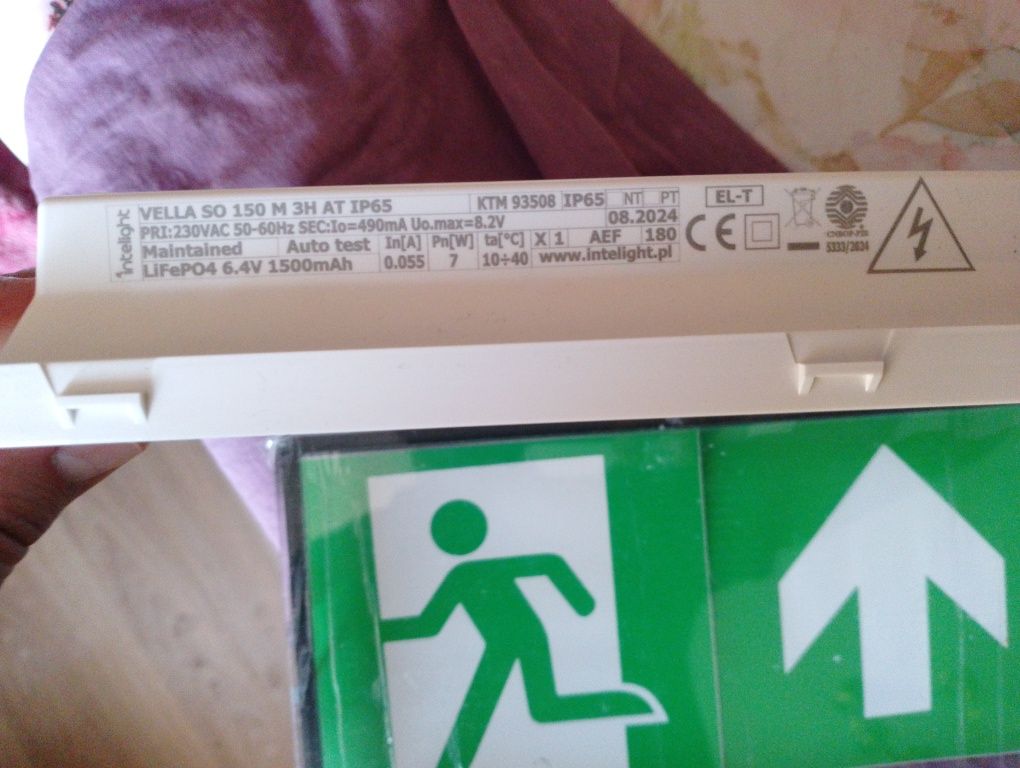 intelight
VELLA SO 150 M 3H AT IP65
KTM 93508 IP65 NT PT
PRI:230VAC 50-60Hz SEC:Io=490mA Uo.max=8.2V
08.2024
Maintained Auto test In[A] Pn[W] ta[°C] X 1 AEF 180
LiFePO4 6.4V 1500mAh 0.055 7 10÷40 www.intelight.pl
EL-T
CE
CNBOP-PIB
5333/2024